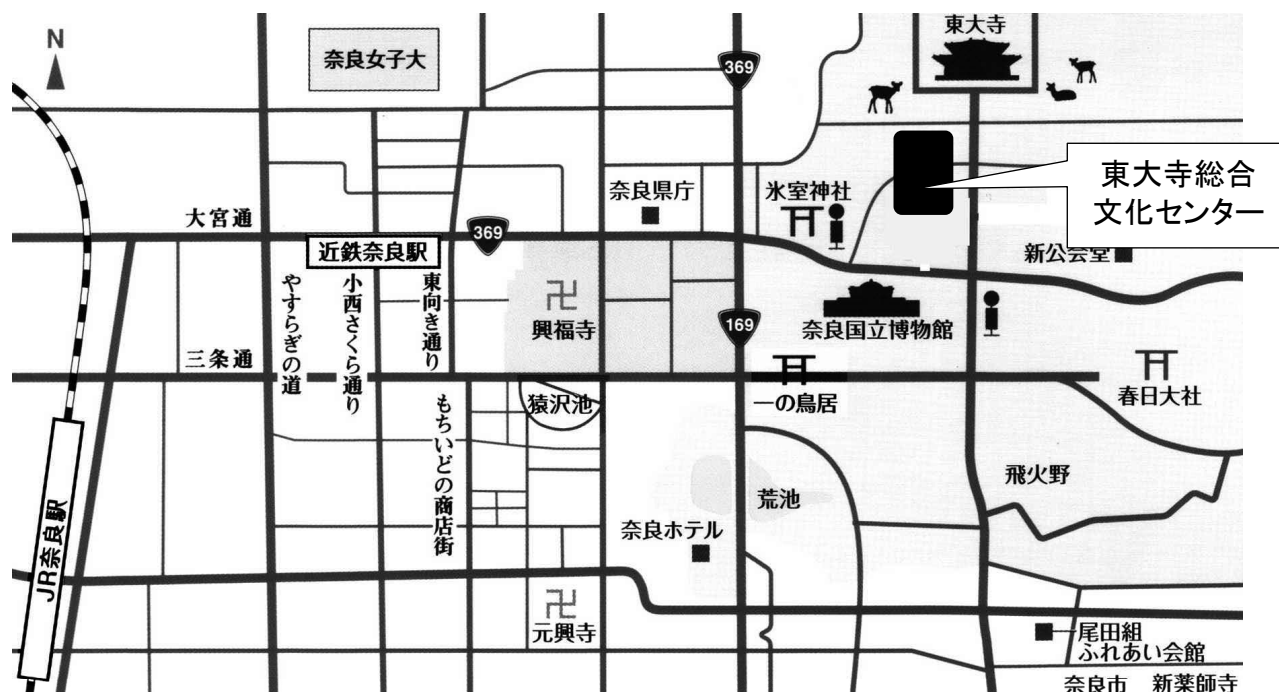 N
奈良女子大
369
東大寺
奈良県庁
氷室神社
東大寺総合
文化センター
大宮通
近鉄奈良駅
369
新公会堂
やすらぎの道
小西さくら通り
東向き通り
興福寺
169
奈良国立博物館
三条通
猿沢池
一の鳥居
春日大社
もちいどの商店街
飛火野
荒池
奈良ホテル
JR奈良駅
元興寺
尾田組
ふれあい会館
奈良市 新薬師寺